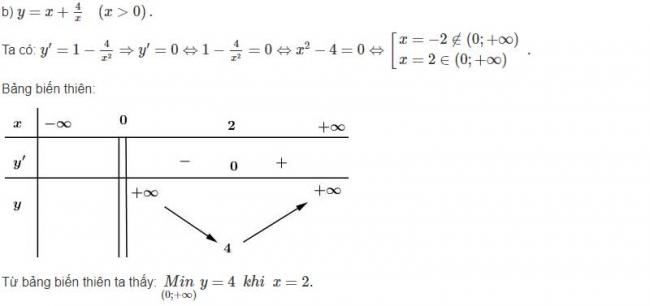 b) y = x + 4/x (x > 0).
Ta có: y' = 1 − 4/x² ⇒ y' = 0 ⇔ 1 − 4/x² = 0 ⇔ x² − 4 = 0 ⇔ [ x = −2 ∉ (0; +∞)
x = 2 ∈ (0; +∞) .
Bảng biến thiên:
x −∞ 0 2 +∞
y' − 0 +
y +∞ +∞
4
Từ bảng biến thiên ta thấy: Min y = 4 khi x = 2.
(0;+∞)